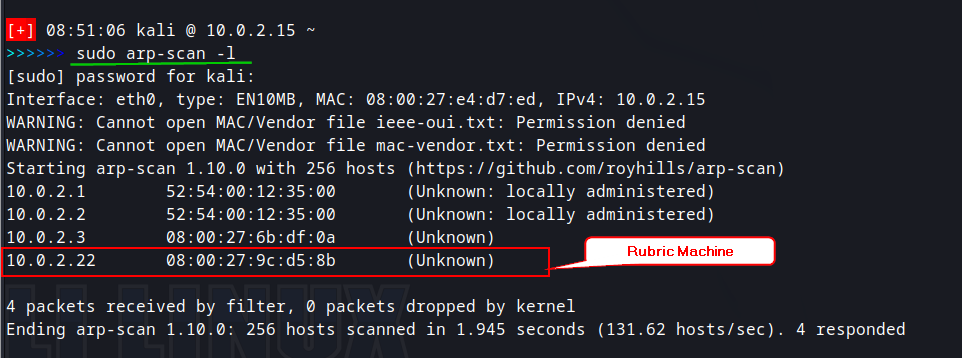 [+] 08:51:06 kali @ 10.0.2.15 ~
>>>>>> sudo arp-scan -l
[sudo] password for kali:
Interface: eth0, type: EN10MB, MAC: 08:00:27:e4:d7:ed, IPv4: 10.0.2.15
WARNING: Cannot open MAC/Vendor file ieee-oui.txt: Permission denied
WARNING: Cannot open MAC/Vendor file mac-vendor.txt: Permission denied
Starting arp-scan 1.10.0 with 256 hosts (https://github.com/royhills/arp-scan)
10.0.2.1 52:54:00:12:35:00 (Unknown: locally administered)
10.0.2.2 52:54:00:12:35:00 (Unknown: locally administered)
10.0.2.3 08:00:27:6b:df:0a (Unknown)
Rubric Machine
10.0.2.22 08:00:27:9c:d5:8b (Unknown)
4 packets received by filter, 0 packets dropped by kernel
Ending arp-scan 1.10.0: 256 hosts scanned in 1.945 seconds (131.62 hosts/sec). 4 responded
LI LINUX